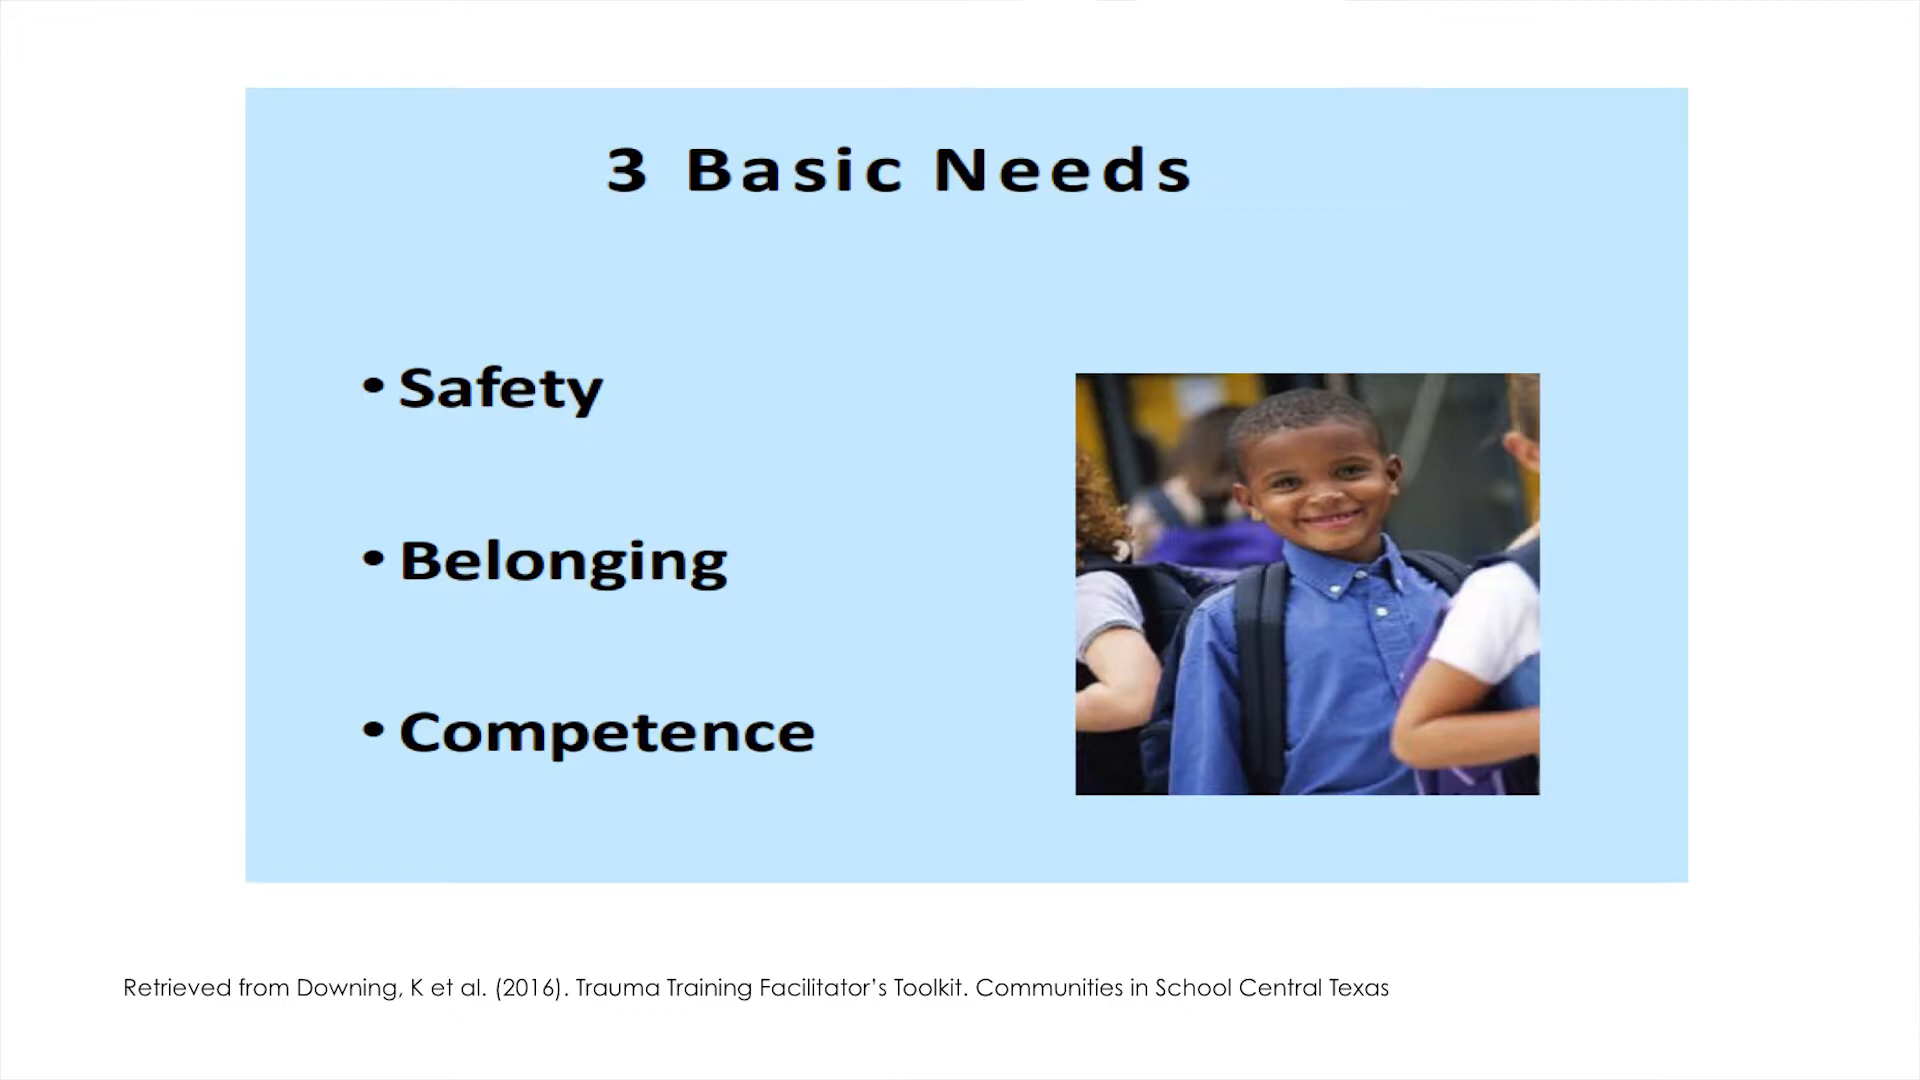 3 Basic Needs
• Safety
• Belonging
• Competence
Retrieved from Downing, K et al. (2016). Trauma Training Facilitator’s Toolkit. Communities in School Central Texas